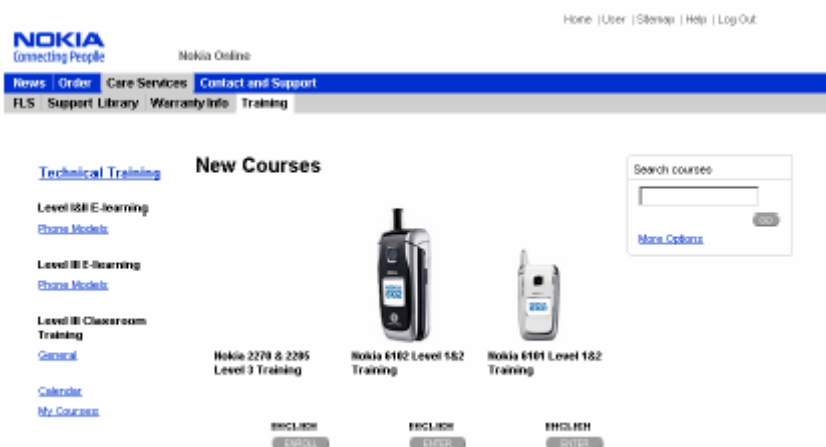 Home | User | Sitemap | Help | Log Out
NOKIA
Connecting People
Nokia Online
News Order Care Services Contact and Support
FLS Support Library Warranty Info Training
Technical Training
New Courses
Search courses
Level I&II E-learning
Phone Models
GO
More Options
Level III E-learning
Phone Models
Level III Classroom
Training
General
Nokia 2270 & 2285
Level 3 Training
Nokia 6102 Level 1&2
Training
Nokia 6101 Level 1&2
Training
Calendar
My Courses
ENGLISH ENGLISH ENGLISH
ENROLL ENTER ENTER